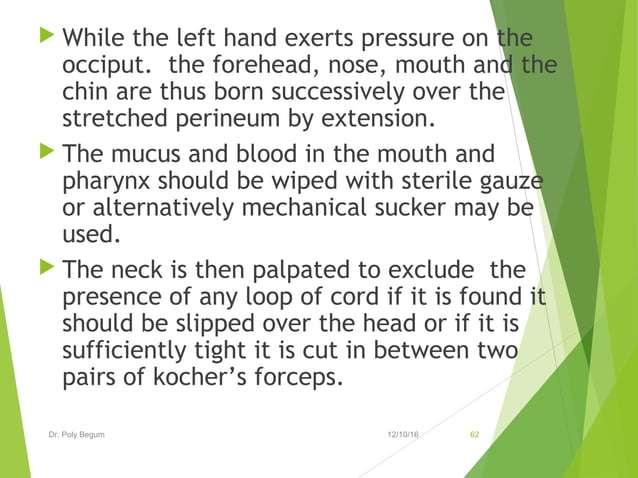 While the left hand exerts pressure on the
occiput.  the forehead, nose, mouth and the
chin are thus born successively over the
stretched perineum by extension.
The mucus and blood in the mouth and
pharynx should be wiped with sterile gauze
or alternatively mechanical sucker may be
used.
The neck is then palpated to exclude  the
presence of any loop of cord if it is found it
should be slipped over the head or if it is
sufficiently tight it is cut in between two
pairs of kocher’s forceps.
Dr. Poly Begum 12/10/16 62